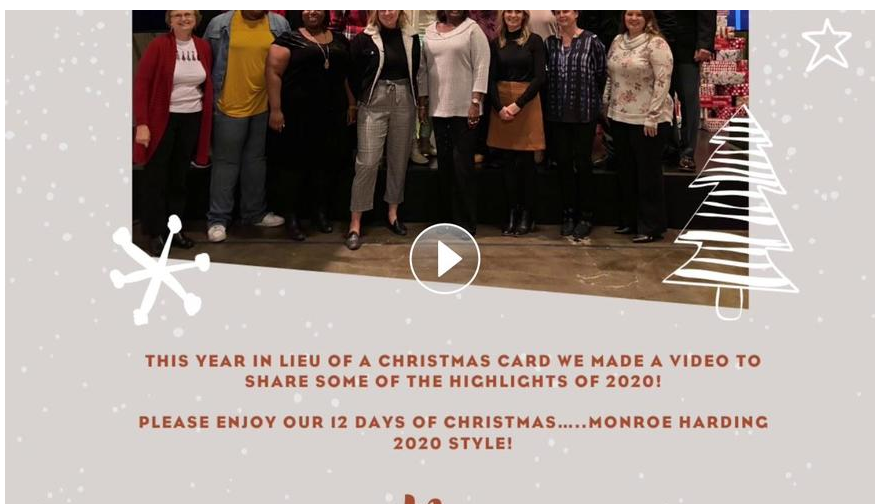 THIS YEAR IN LIEU OF A CHRISTMAS CARD WE MADE A VIDEO TO
SHARE SOME OF THE HIGHLIGHTS OF 2020!
PLEASE ENJOY OUR 12 DAYS OF CHRISTMAS.....MONROE HARDING
2020 STYLE!